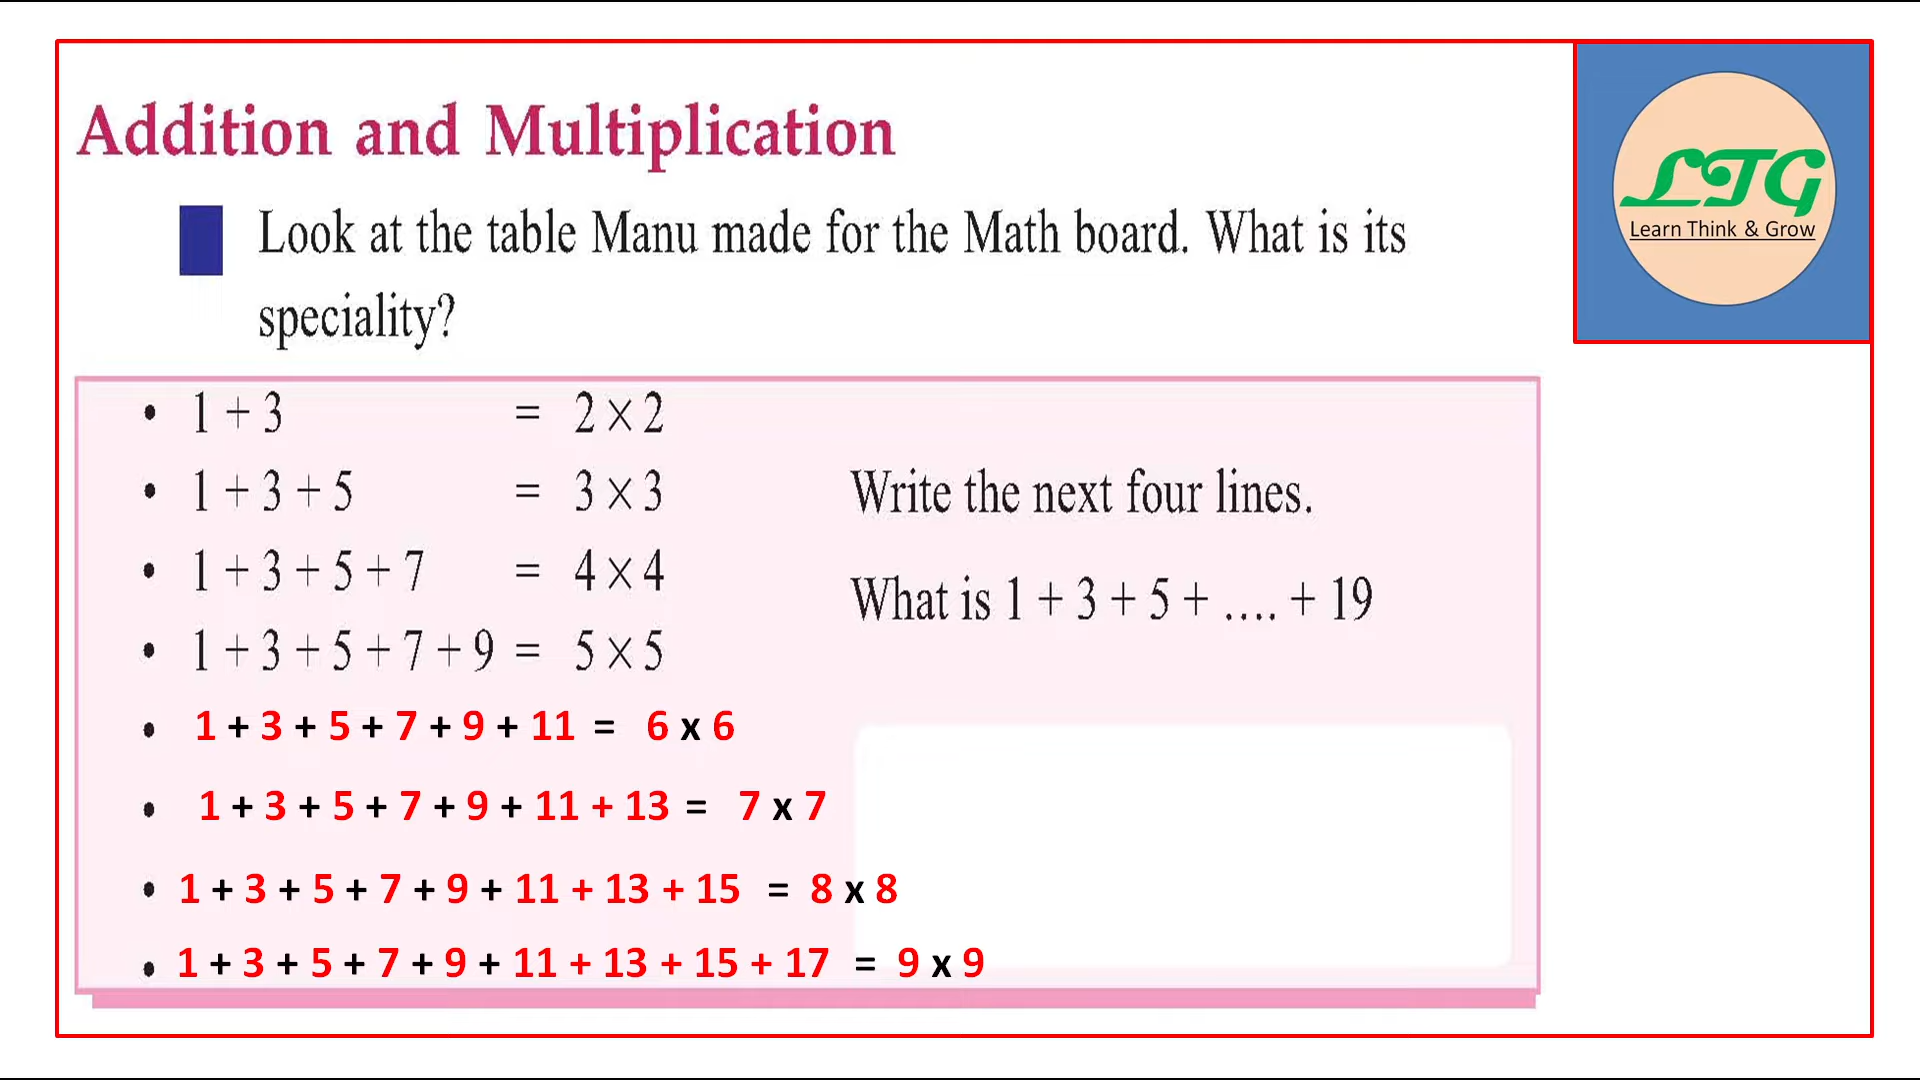 Addition and Multiplication
LTG
Learn Think & Grow
Look at the table Manu made for the Math board. What is its
speciality?
• 1 + 3 = 2 × 2
• 1 + 3 + 5 = 3 × 3
• 1 + 3 + 5 + 7 = 4 × 4
• 1 + 3 + 5 + 7 + 9 = 5 × 5
• 1 + 3 + 5 + 7 + 9 + 11 = 6 x 6
• 1 + 3 + 5 + 7 + 9 + 11 + 13 = 7 x 7
• 1 + 3 + 5 + 7 + 9 + 11 + 13 + 15 = 8 x 8
• 1 + 3 + 5 + 7 + 9 + 11 + 13 + 15 + 17 = 9 x 9
Write the next four lines.
What is 1 + 3 + 5 + .... + 19